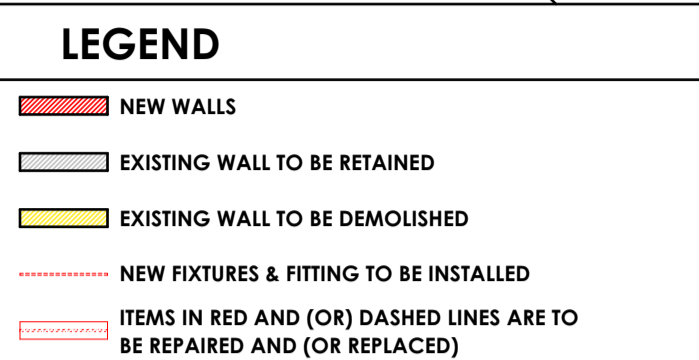 LEGEND
NEW WALLS
EXISTING WALL TO BE RETAINED
EXISTING WALL TO BE DEMOLISHED
NEW FIXTURES & FITTING TO BE INSTALLED
ITEMS IN RED AND (OR) DASHED LINES ARE TO
BE REPAIRED AND (OR REPLACED)